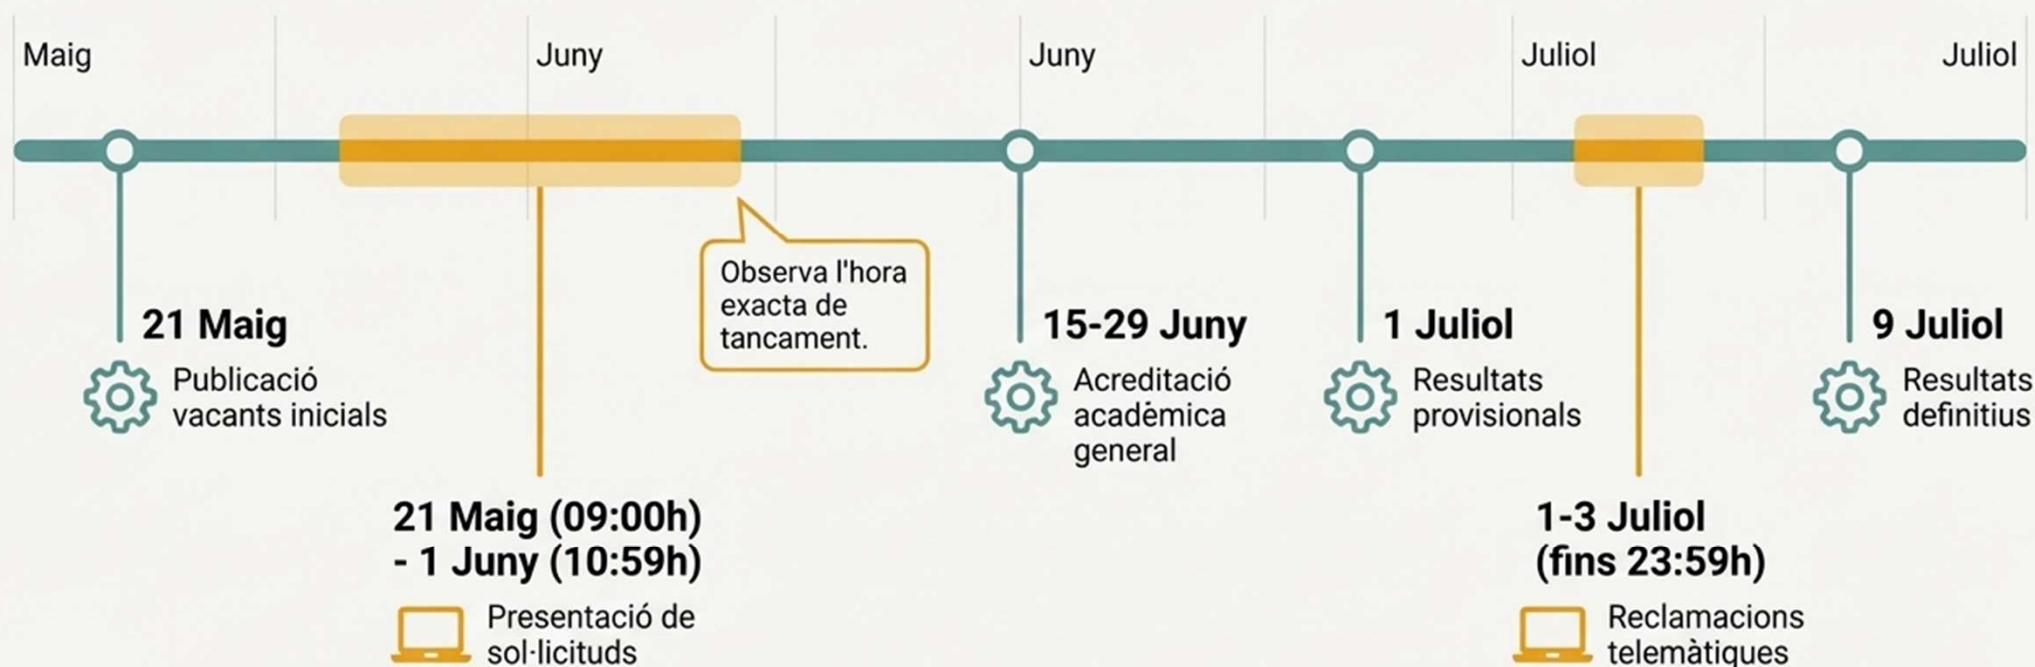 Maig
Juny
Juny
Juliol
Juliol
Observa l'hora
exacta de
tancament.
21 Maig
Publicació
vacants inicials
15-29 Juny
Acreditació
acadèmica
general
1 Juliol
Resultats
provisionals
9 Juliol
Resultats
definitius
21 Maig (09:00h)
- 1 Juny (10:59h)
Presentació de
sol·licituds
1-3 Juliol
(fins 23:59h)
Reclamacions
telemàtiques